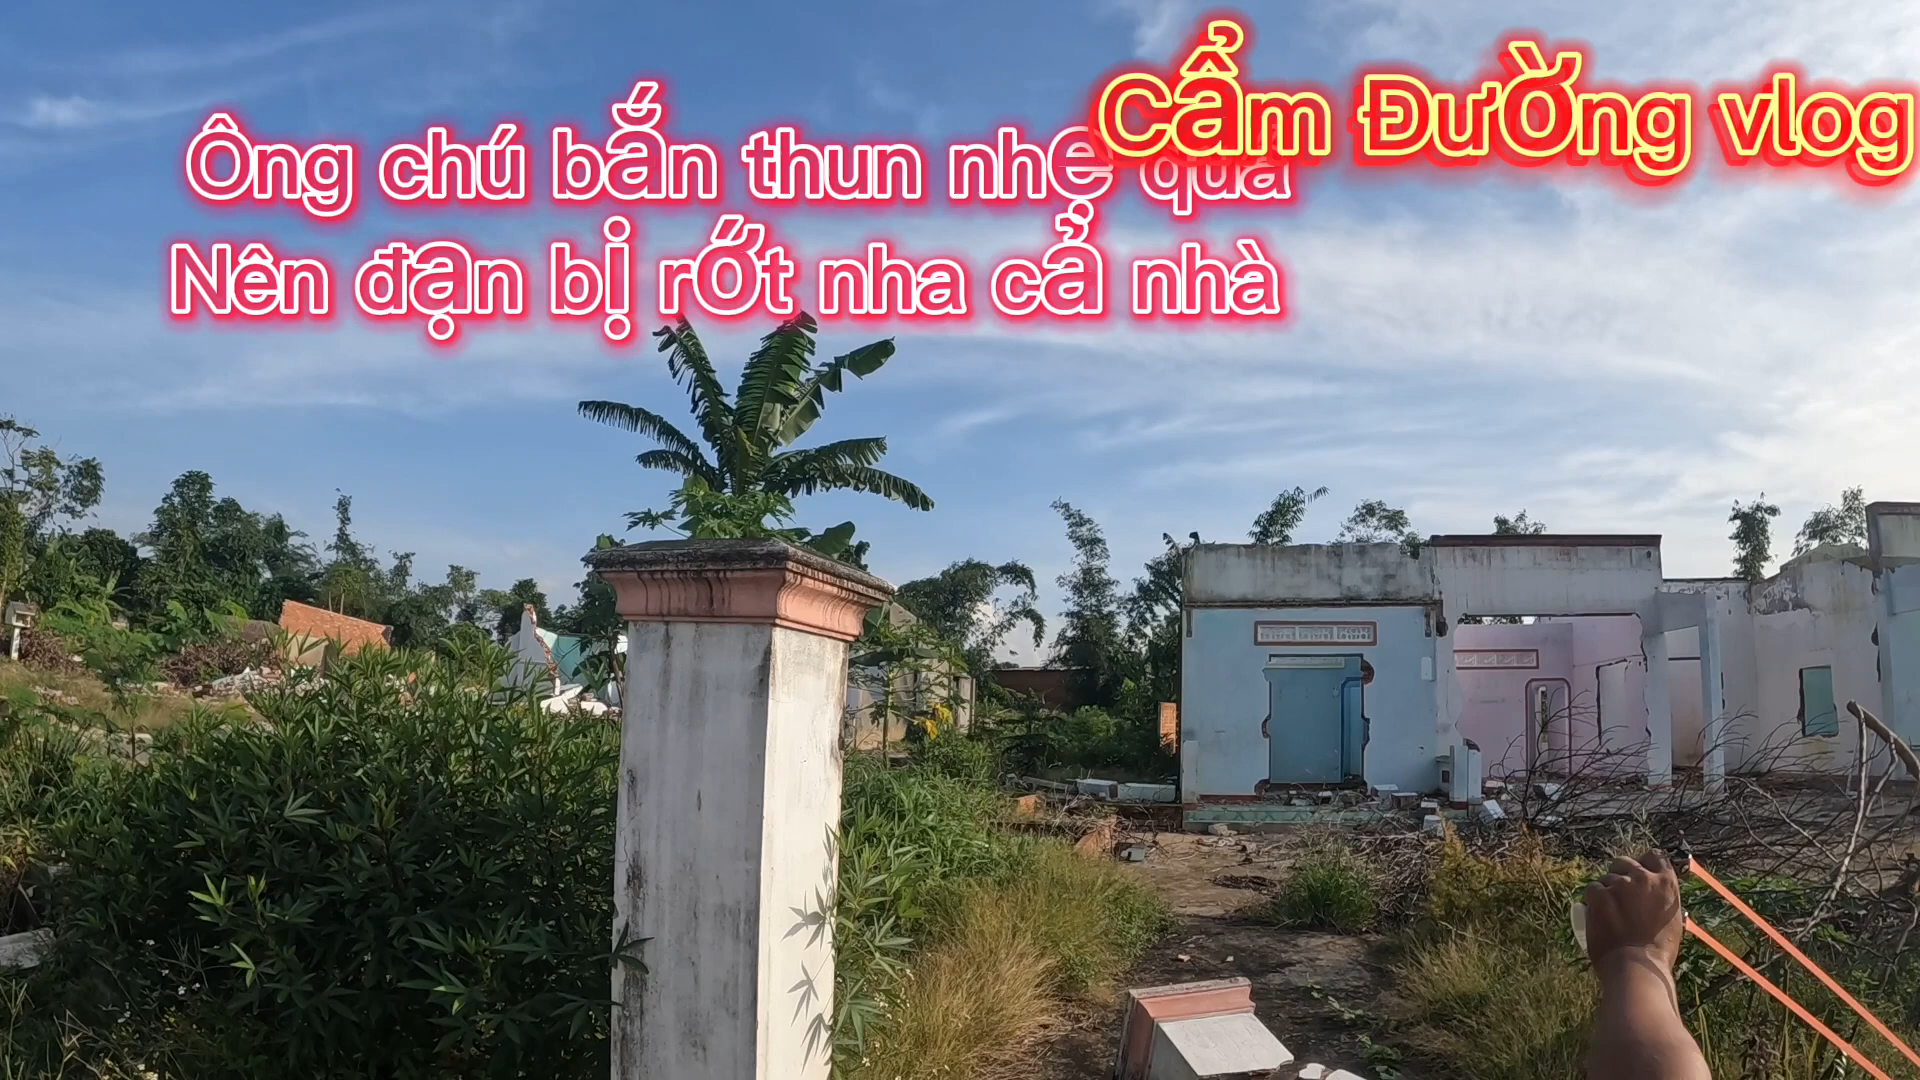 Cẩm Đường vlog
Ông chú bắn thun nhẹ quá
Nên đạn bị rớt nha cả nhà